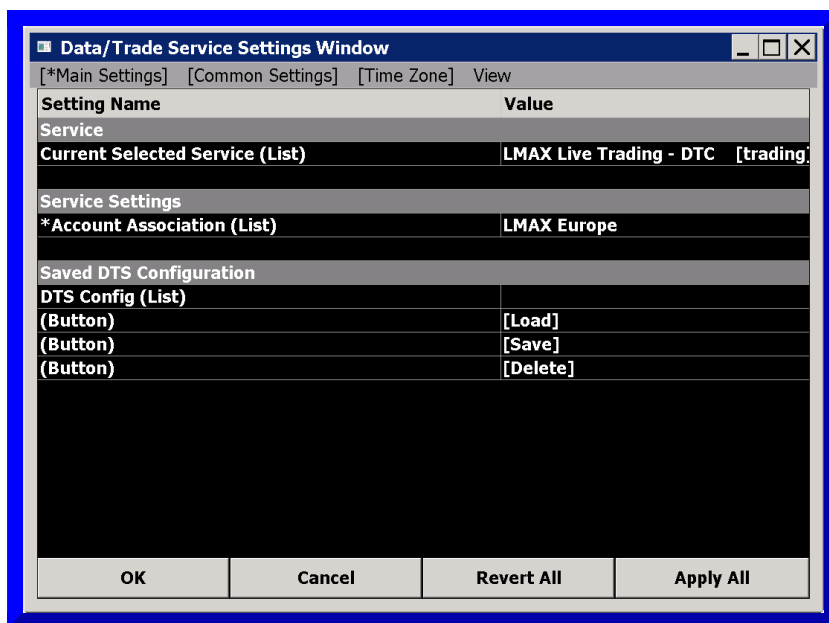 Data/Trade Service Settings Window
[*Main Settings] [Common Settings] [Time Zone] View
Setting Name Value
Service
Current Selected Service (List) LMAX Live Trading - DTC [trading]
Service Settings
*Account Association (List) LMAX Europe
Saved DTS Configuration
DTS Config (List)
(Button) [Load]
(Button) [Save]
(Button) [Delete]
OK Cancel Revert All Apply All